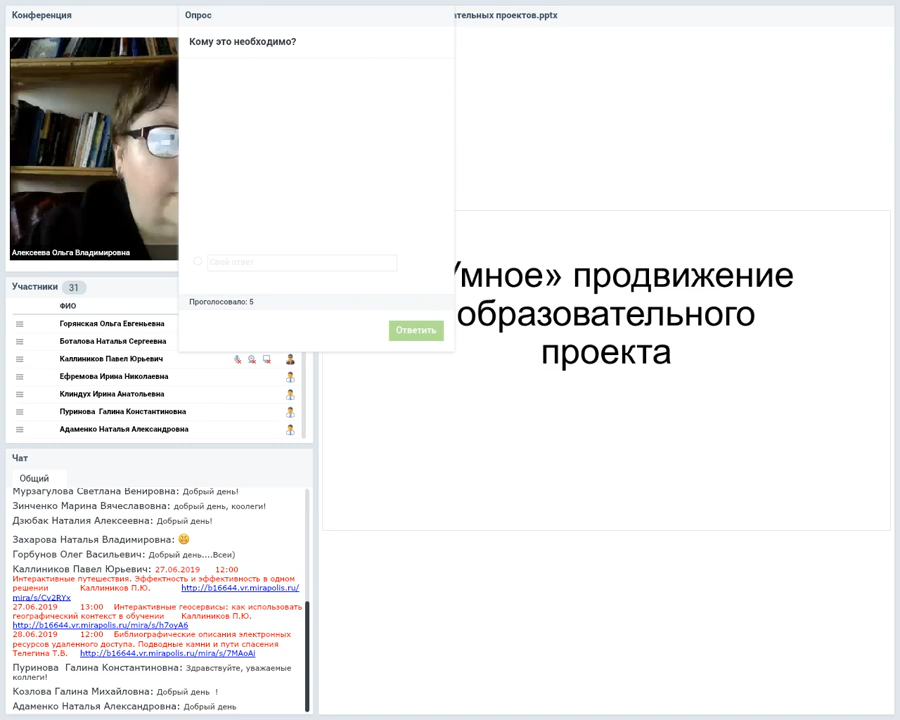 Конференция
Опрос
ательных проектов.pptx
Кому это необходимо?
Алексеева Ольга Владимировна
Свой ответ
Проголосовало: 5
Ответить
Участники 31
ФИО
Горянская Ольга Евгеньевна
Боталова Наталья Сергеевна
Каллиников Павел Юрьевич
Ефремова Ирина Николаевна
Клиндух Ирина Анатольевна
Пуринова Галина Константиновна
Адаменко Наталья Александровна
Умное» продвижение
образовательного
проекта
Чат
Общий
Мурзагулова Светлана Венировна: Добрый день!
Зинченко Марина Вячеславовна: добрый день, коолеги!
Дзюбак Наталия Алексеевна: Добрый день!
Захарова Наталья Владимировна:
Горбунов Олег Васильевич: Добрый день....Всеи)
Каллиников Павел Юрьевич: 27.06.2019 12:00
Интерактивные путешествия. Эффектность и эффективность в одном
решении Каллиников П.Ю. http://b16644.vr.mirapolis.ru/
mira/s/Cv2RYx
27.06.2019 13:00 Интерактивные геосервисы: как использовать
географический контекст в обучении Каллиников П.Ю.
http://b16644.vr.mirapolis.ru/mira/s/h7oyA6
28.06.2019 12:00 Библиографические описания электронных
ресурсов удаленного доступа. Подводные камни и пути спасения
Телегина Т.В. http://b16644.vr.mirapolis.ru/mira/s/7MAoAi
Пуринова Галина Константиновна: Здравствуйте, уважаемые
коллеги!
Козлова Галина Михайловна: Добрый день !
Адаменко Наталья Александровна: Добрый день